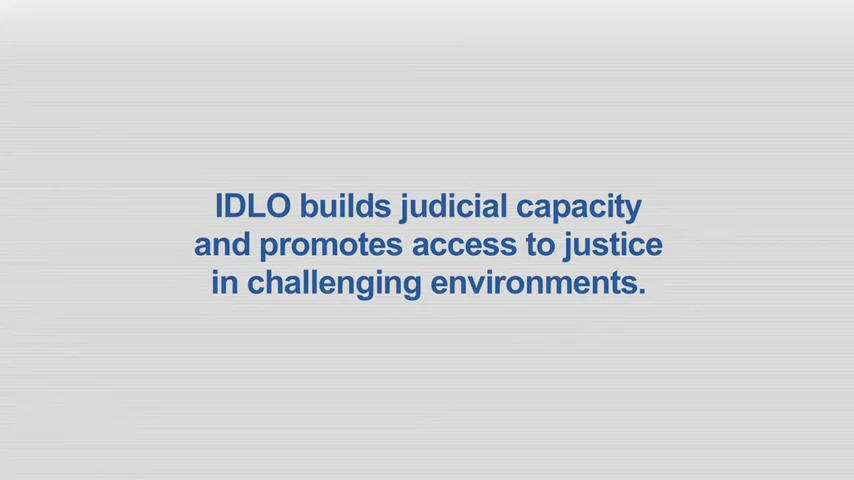 IDLO builds judicial capacity
and promotes access to justice
in challenging environments.